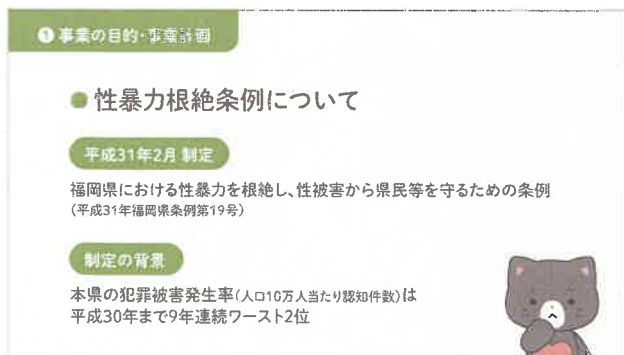 ❶ 事業の目的・事業計画
● 性暴力根絶条例について
平成31年2月 制定
福岡県における性暴力を根絶し、性被害から県民等を守るための条例
（平成31年福岡県条例第19号）
制定の背景
本県の犯罪被害発生率（人口10万人当たり認知件数）は
平成30年まで9年連続ワースト2位